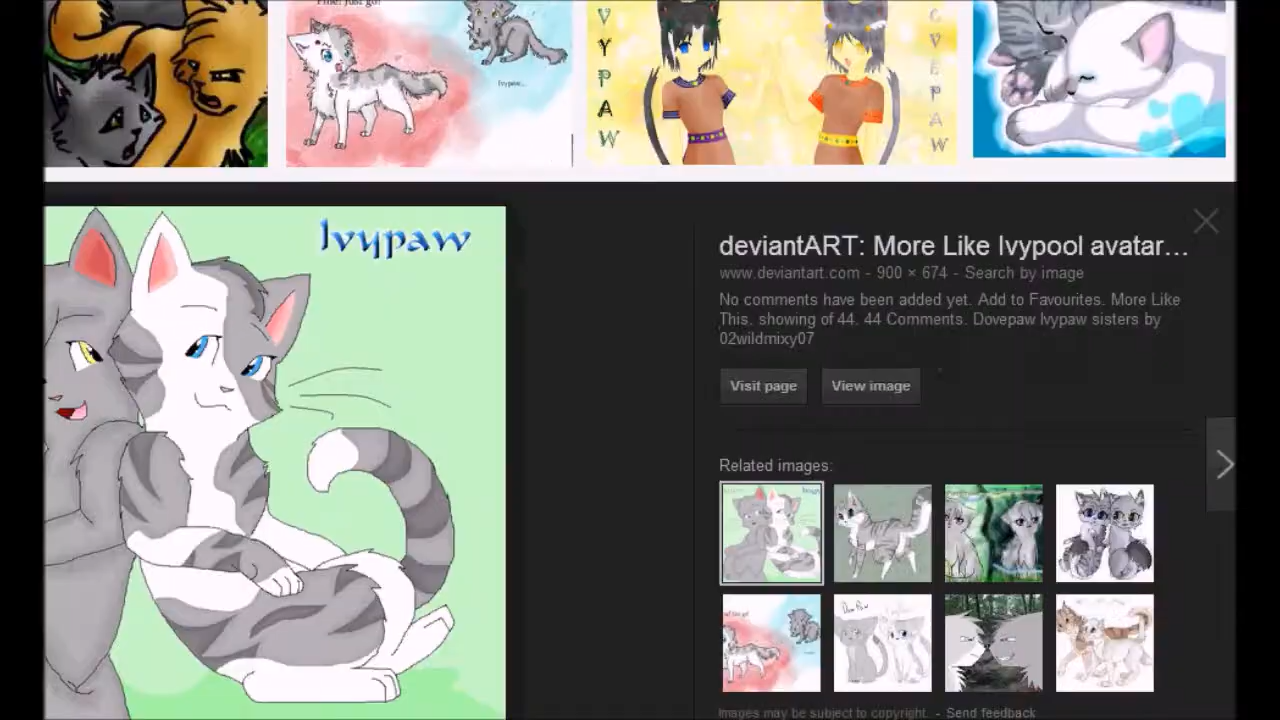 Fine! Just go!
Ivypaw...
VYPAW
Ivypaw
deviantART: More Like Ivypool avatar...
www.deviantart.com - 900 × 674 - Search by image
No comments have been added yet. Add to Favourites. More Like
This. showing of 44. 44 Comments. Dovepaw Ivypaw sisters by
02wildmixy07
Visit page
View image
Related images:
Images may be subject to copyright. - Send feedback